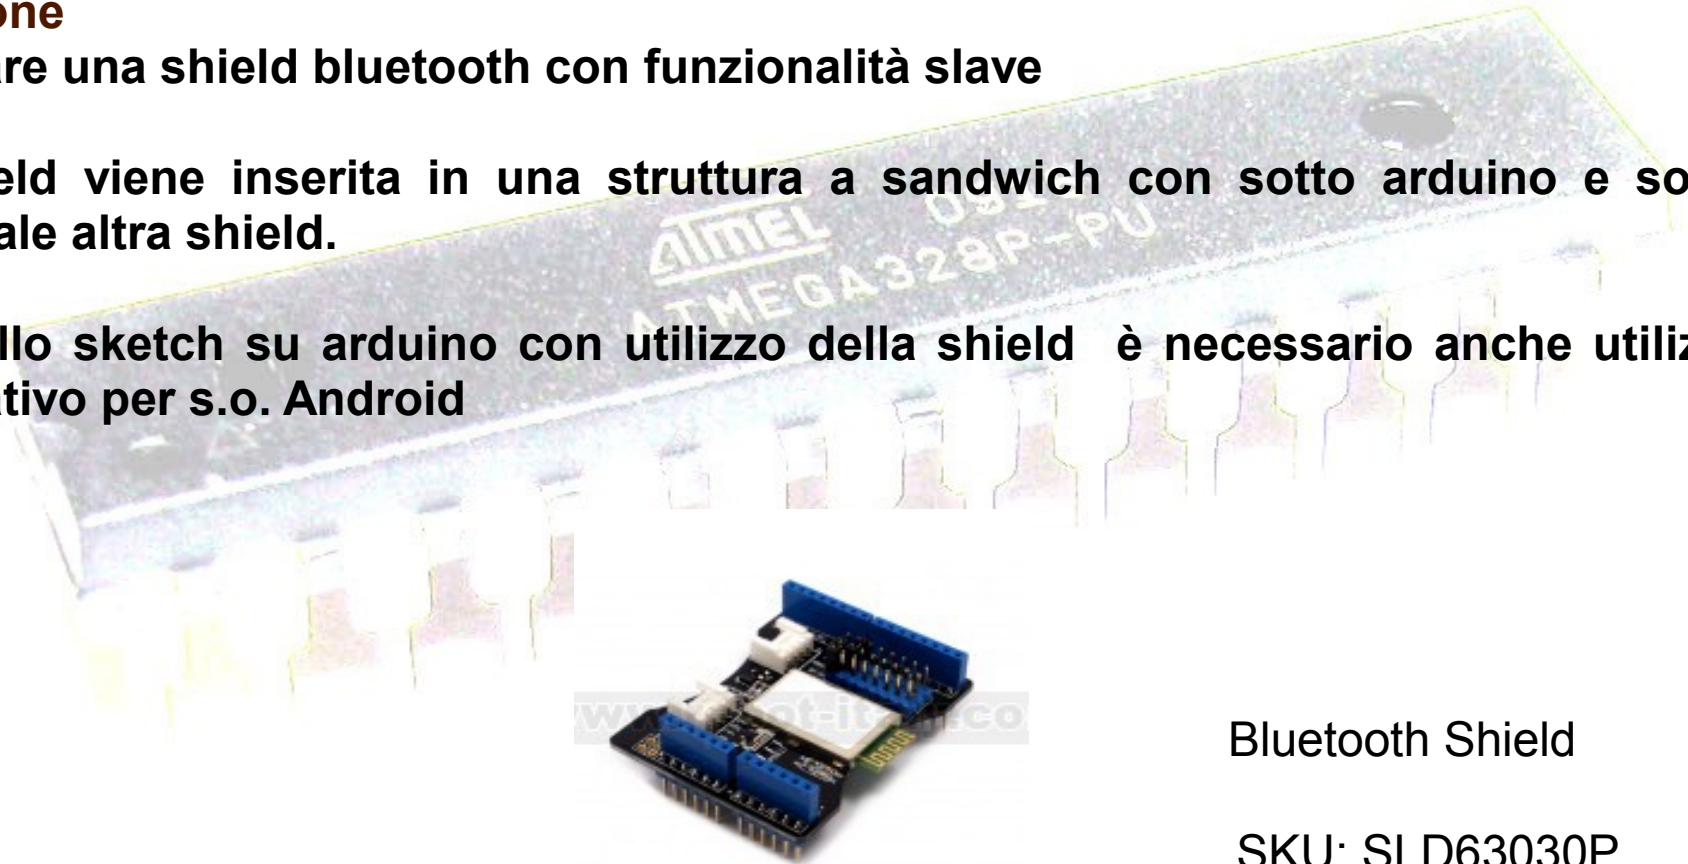 one
are una shield bluetooth con funzionalità slave
eld viene inserita in una struttura a sandwich con sotto arduino e so
ale altra shield.
ATMEL 091
ATMEGA328P-PU
llo sketch su arduino con utilizzo della shield è necessario anche utiliz
ativo per s.o. Android
Bluetooth Shield
SKU: SLD63030P